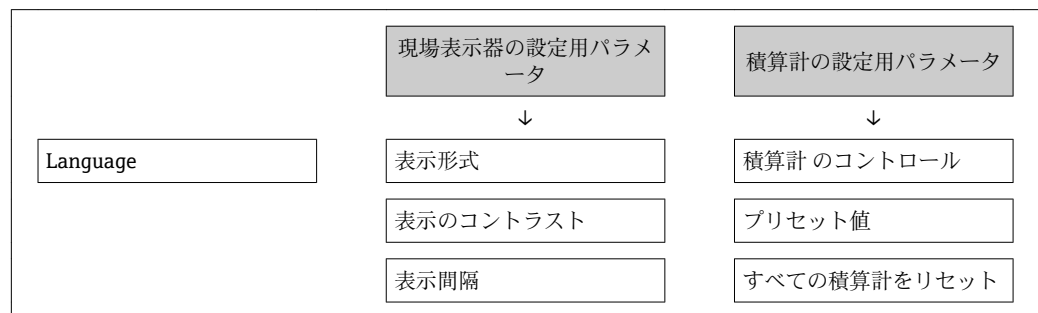 現場表示器の設定用パラメ
ータ
積算計の設定用パラメータ
↓
↓
Language
表示形式
積算計 のコントロール
表示のコントラスト
プリセット値
表示間隔
すべての積算計をリセット